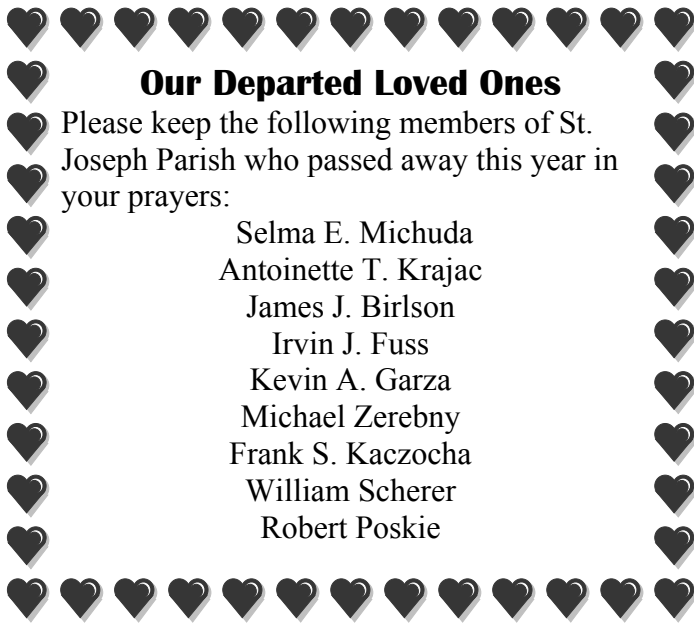 Our Departed Loved Ones
Please keep the following members of St.
Joseph Parish who passed away this year in
your prayers:
Selma E. Michuda
Antoinette T. Krajac
James J. Birlson
Irvin J. Fuss
Kevin A. Garza
Michael Zerebny
Frank S. Kaczocha
William Scherer
Robert Poskie